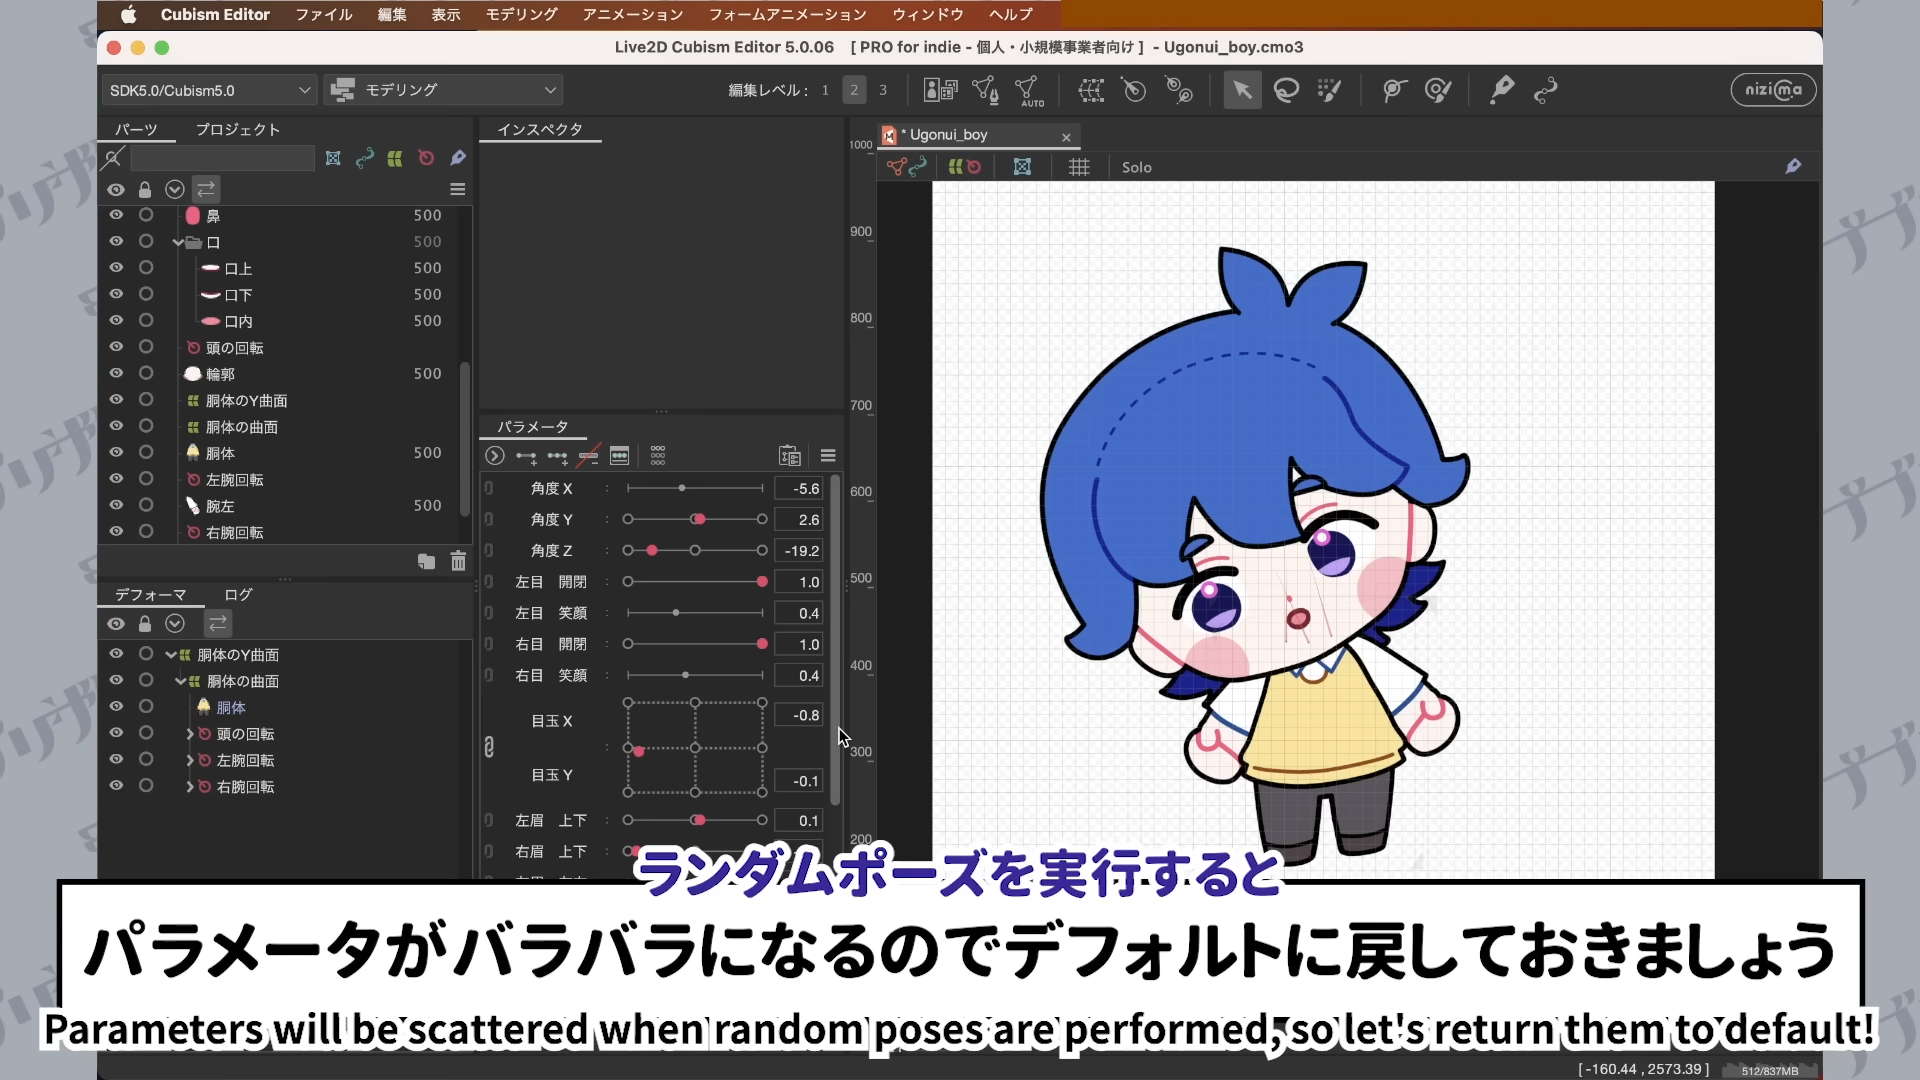 Cubism Editor ファイル 編集 表示 モデリング アニメーション フォームアニメーション ウィンドウ ヘルプ
Live2D Cubism Editor 5.0.06 [ PRO for indie - 個人・小規模事業者向け ] - Ugonui_boy.cmo3
SDK5.0/Cubism5.0 モデリング 編集レベル : 1 2 3 AUTO nizima
パーツ プロジェクト
インスペクタ
* Ugonui_boy
Solo
鼻 500
口 500
口上 500
口下 500
口内 500
頭の回転
輪郭 500
胴体のY曲面
胴体の曲面
胴体 500
左腕回転
腕左 500
右腕回転
デフォーマ ログ
胴体のY曲面
胴体の曲面
胴体
頭の回転
左腕回転
右腕回転
パラメータ
角度 X : -5.6
角度 Y : 2.6
角度 Z : -19.2
左目 開閉 : 1.0
左目 笑顔 : 0.4
右目 開閉 : 1.0
右目 笑顔 : 0.4
目玉 X -0.8
:
目玉 Y -0.1
左眉 上下 : 0.1
右眉 上下 :
1000
900
800
700
600
500
400
300
200
ランダムポーズを実行すると
パラメータがバラバラになるのでデフォルトに戻しておきましょう
Parameters will be scattered when random poses are performed, so let's return them to default!
[ -160.44 , 2573.39 ] 512/837MB